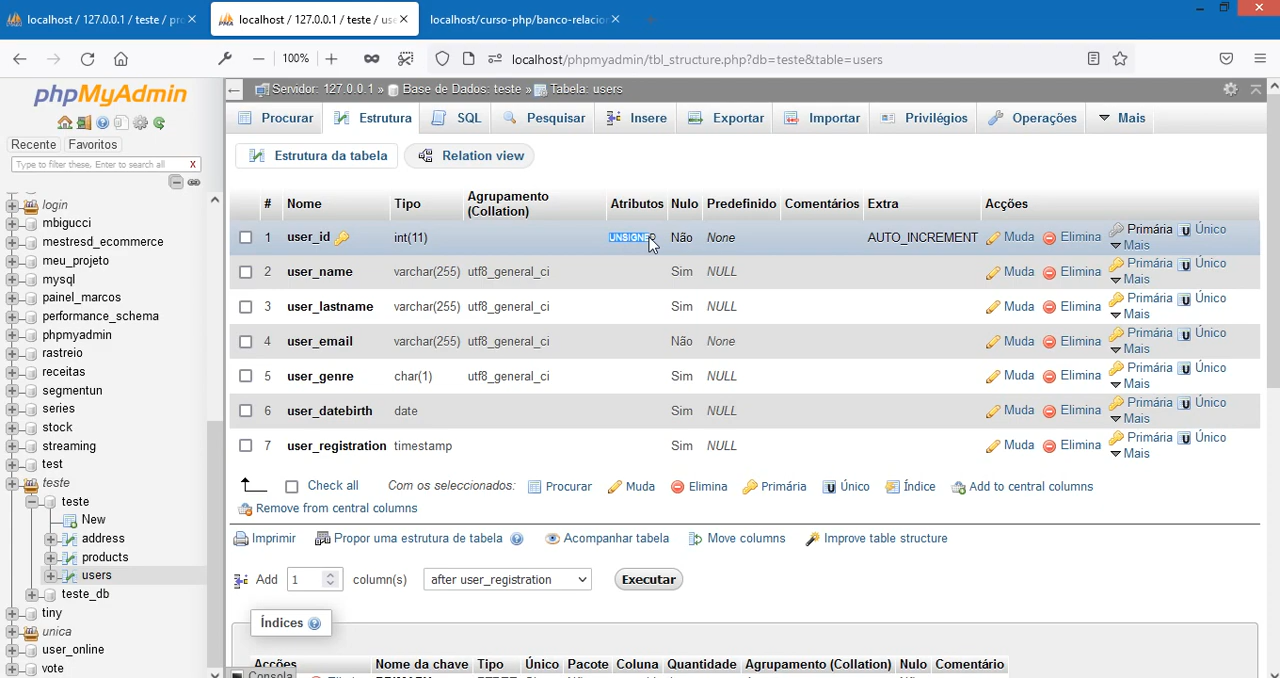 localhost / 127.0.0.1 / teste / pro
localhost / 127.0.0.1 / teste / use
localhost/curso-php/banco-relacion
100%
localhost/phpmyadmin/tbl_structure.php?db=teste&table=users
phpMyAdmin
Recente Favoritos
Type to filter these, Enter to search all X
login
mbigucci
mestresd_ecommerce
meu_projeto
mysql
painel_marcos
performance_schema
phpmyadmin
rastreio
receitas
segmentun
series
stock
streaming
test
teste
teste
New
address
products
users
teste_db
tiny
unica
user_online
vote
Servidor: 127.0.0.1 » Base de Dados: teste » Tabela: users
Procurar Estrutura SQL Pesquisar Insere Exportar Importar Privilégios Operações Mais
Estrutura da tabela Relation view
# Nome Tipo Agrupamento (Collation) Atributos Nulo Predefinido Comentários Extra Acções
1 user_id int(11) UNSIGNED Não None AUTO_INCREMENT Muda Elimina Primária Único
Mais
2 user_name varchar(255) utf8_general_ci Sim NULL Muda Elimina Primária Único
Mais
3 user_lastname varchar(255) utf8_general_ci Sim NULL Muda Elimina Primária Único
Mais
4 user_email varchar(255) utf8_general_ci Não None Muda Elimina Primária Único
Mais
5 user_genre char(1) utf8_general_ci Sim NULL Muda Elimina Primária Único
Mais
6 user_datebirth date Sim NULL Muda Elimina Primária Único
Mais
7 user_registration timestamp Sim NULL Muda Elimina Primária Único
Mais
Check all Com os seleccionados: Procurar Muda Elimina Primária Único Índice Add to central columns
Remove from central columns
Imprimir Propor uma estrutura de tabela Acompanhar tabela Move columns Improve table structure
Add 1 column(s) after user_registration Executar
Índices
Acções Nome da chave Tipo Único Pacote Coluna Quantidade Agrupamento (Collation) Nulo Comentário
Consola